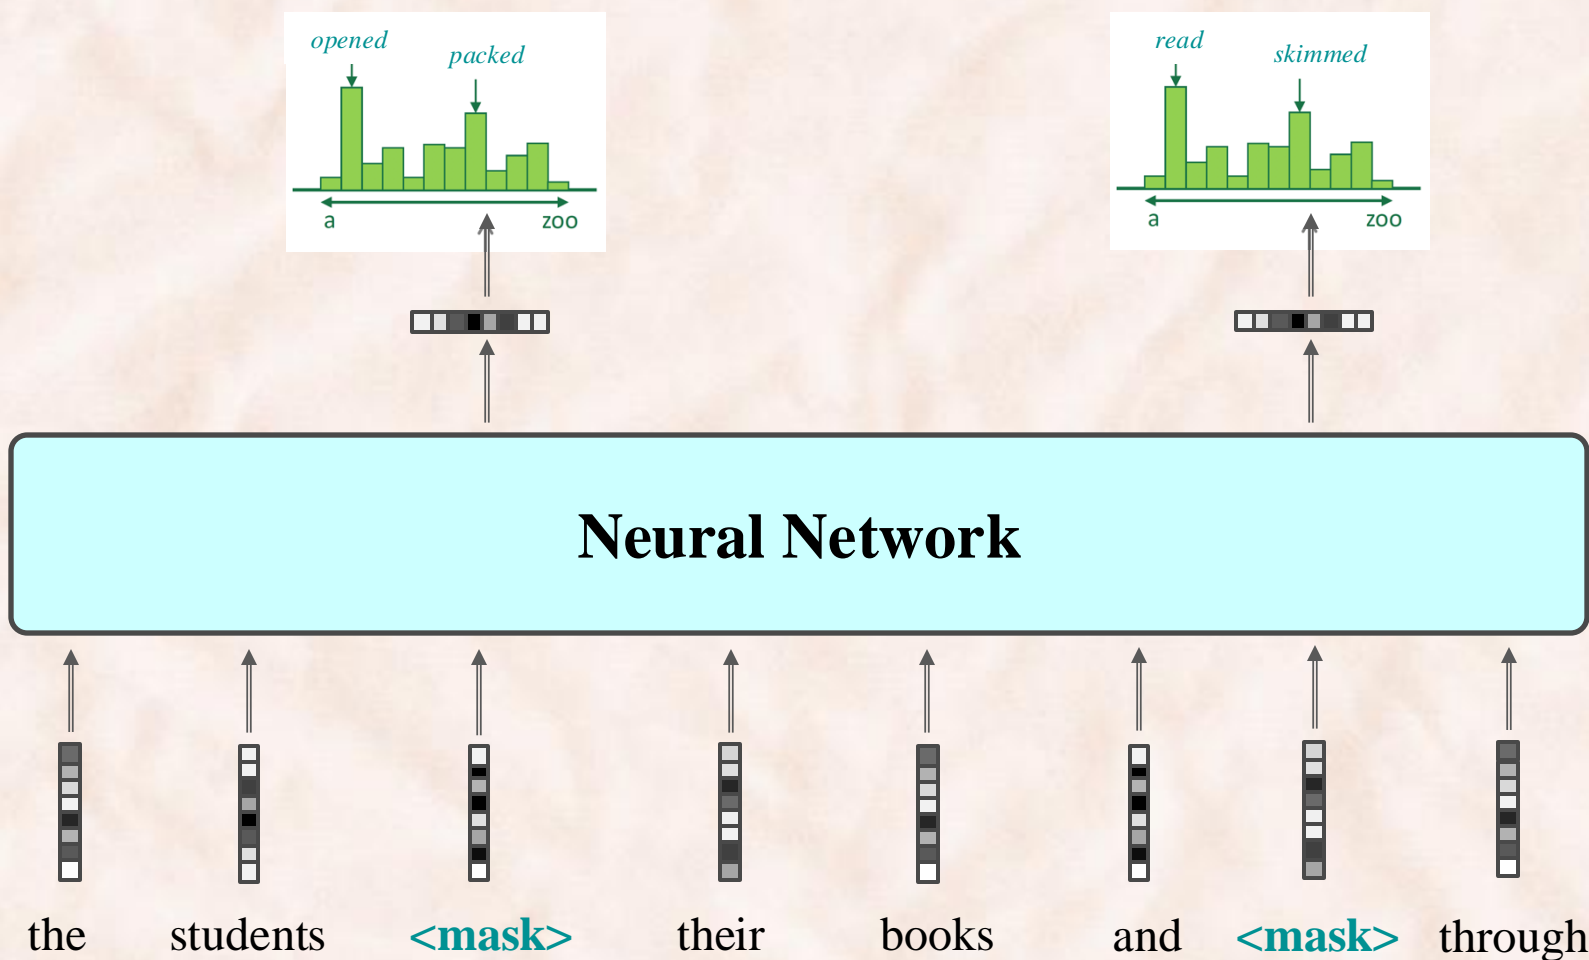 opened
packed
a zoo
read
skimmed
a zoo
Neural Network
the students <mask> their books and <mask> through